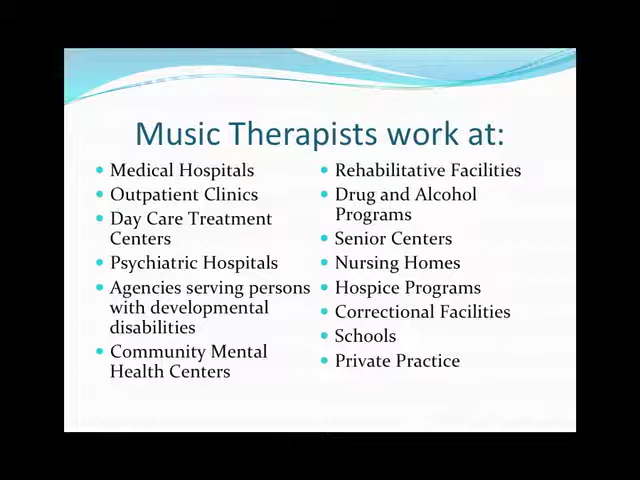 Music Therapists work at:
Medical Hospitals
Outpatient Clinics
Day Care Treatment
Centers
Psychiatric Hospitals
Agencies serving persons
with developmental
disabilities
Community Mental
Health Centers
Rehabilitative Facilities
Drug and Alcohol
Programs
Senior Centers
Nursing Homes
Hospice Programs
Correctional Facilities
Schools
Private Practice